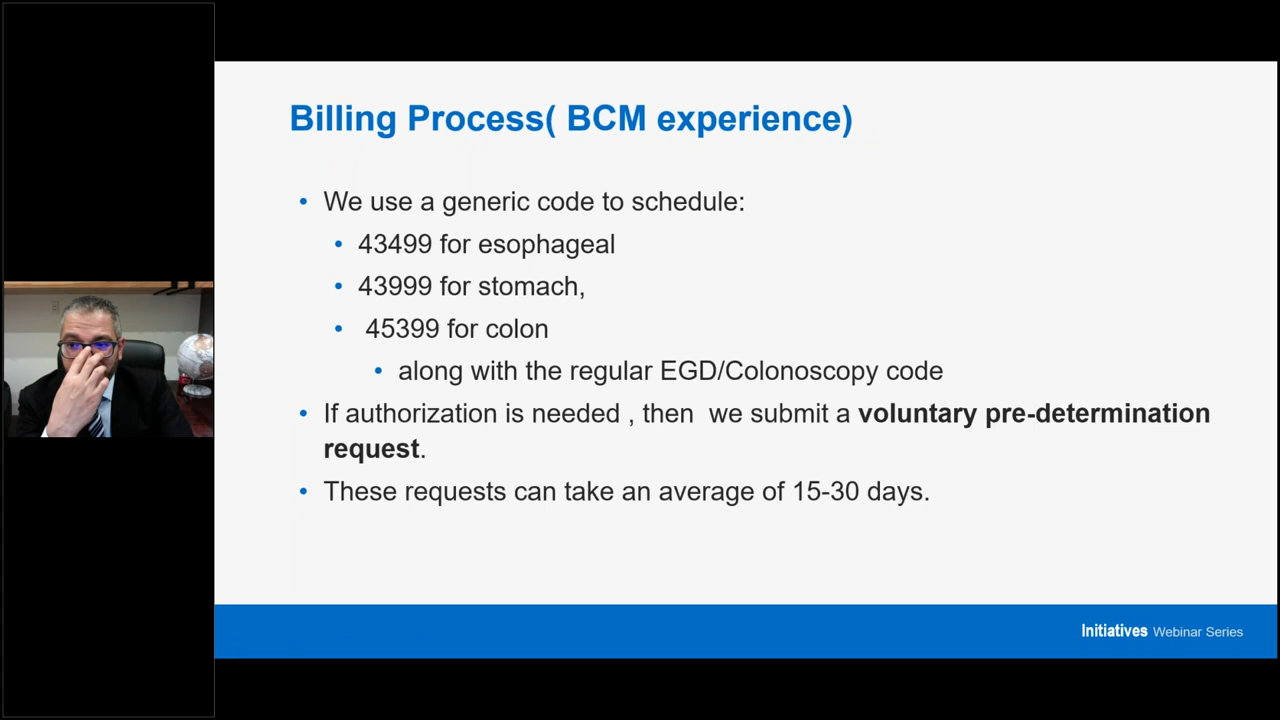 Billing Process( BCM experience)
• We use a generic code to schedule:
• 43499 for esophageal
• 43999 for stomach,
• 45399 for colon
• along with the regular EGD/Colonoscopy code
• If authorization is needed , then we submit a voluntary pre-determination
request.
• These requests can take an average of 15-30 days.
Initiatives Webinar Series